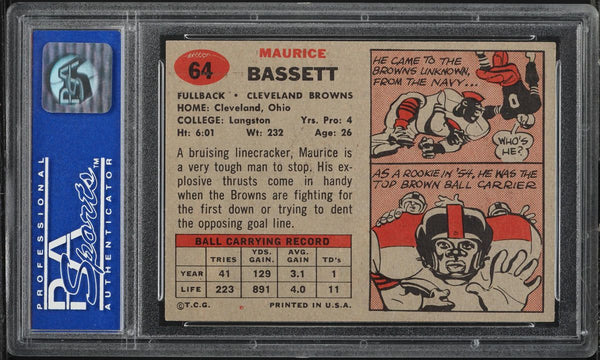 PSA
PROFESSIONAL
PSA Sports™
AUTHENTICATOR
64
MAURICE
BASSETT
FULLBACK • CLEVELAND BROWNS
HOME: Cleveland, Ohio
COLLEGE: Langston Yrs. Pro: 4
Ht: 6:01 Wt: 232 Age: 26
A bruising linecracker, Maurice is
a very tough man to stop. His ex-
plosive thrusts come in handy
when the Browns are fighting for
the first down or trying to dent
the opposing goal line.
BALL CARRYING RECORD
TRIES YDS. GAIN. AVG. GAIN TD's
YEAR 41 129 3.1 1
LIFE 223 891 4.0 11
©T.C.G. PRINTED IN U.S.A.
HE CAME TO THE
BROWNS UNKNOWN,
FROM THE NAVY...
WHO'S
HE?
AS A ROOKIE IN '54, HE WAS THE
TOP BROWN BALL CARRIER